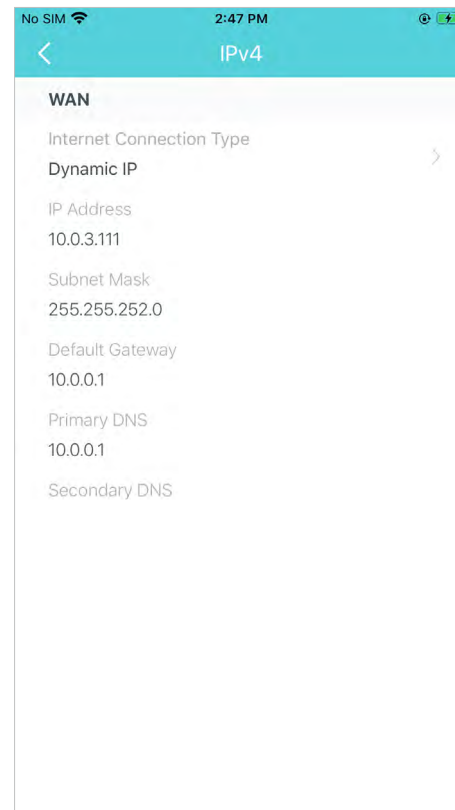 No SIM 2:47 PM
IPv4
WAN
Internet Connection Type
Dynamic IP
IP Address
10.0.3.111
Subnet Mask
255.255.252.0
Default Gateway
10.0.0.1
Primary DNS
10.0.0.1
Secondary DNS